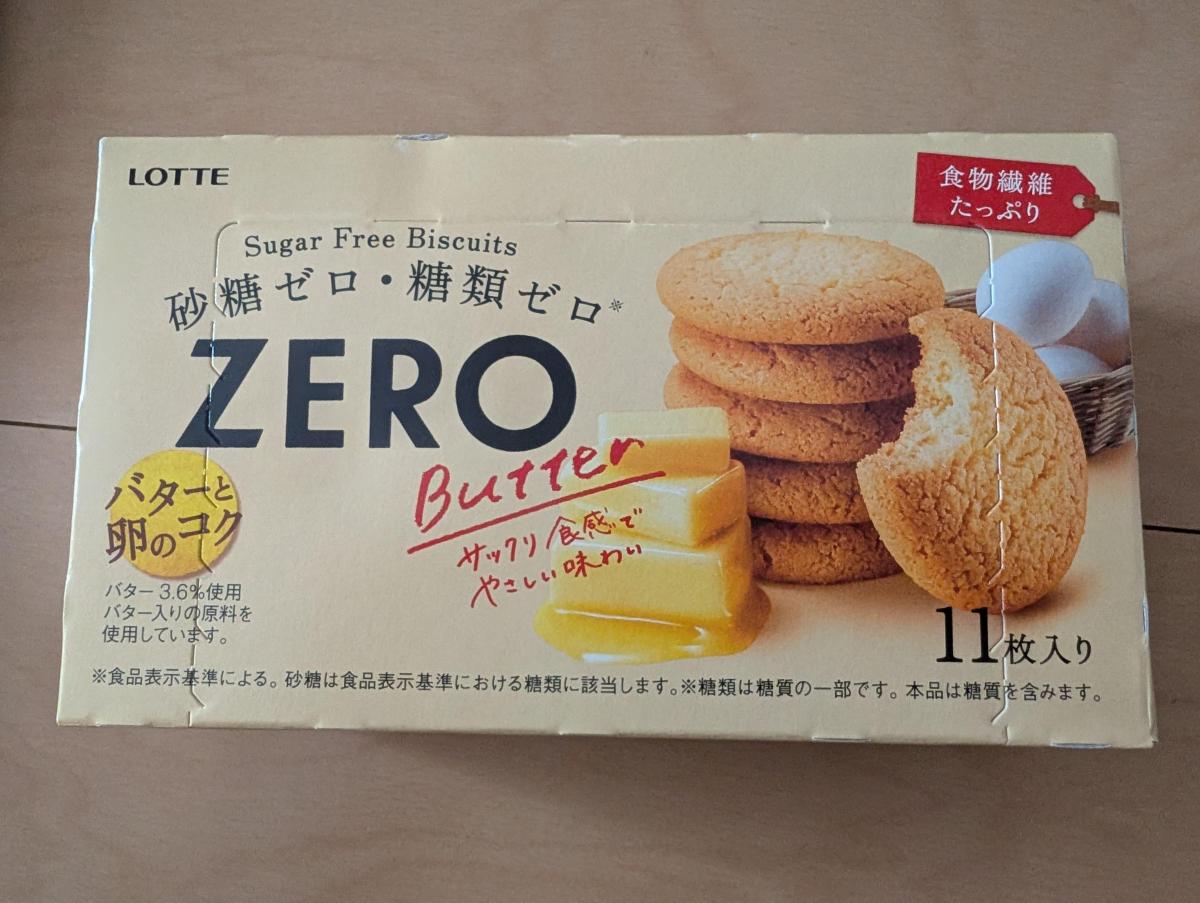 LOTTE
食物繊維
たっぷり
Sugar Free Biscuits
砂糖ゼロ・糖類ゼロ※
ZERO
Butter
サックリ食感で
やさしい味わい
バターと
卵のコク
バター3.6%使用
バター入りの原料を
使用しています。
11枚入り
※食品表示基準による。砂糖は食品表示基準における糖類に該当します。※糖類は糖質の一部です。本品は糖質を含みます。